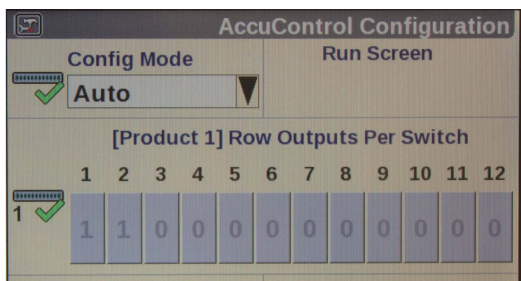 AccuControl Configuration
Config Mode
Run Screen
Auto
[Product 1] Row Outputs Per Switch
1 2 3 4 5 6 7 8 9 10 11 12
1
1 1 0 0 0 0 0 0 0 0 0 0